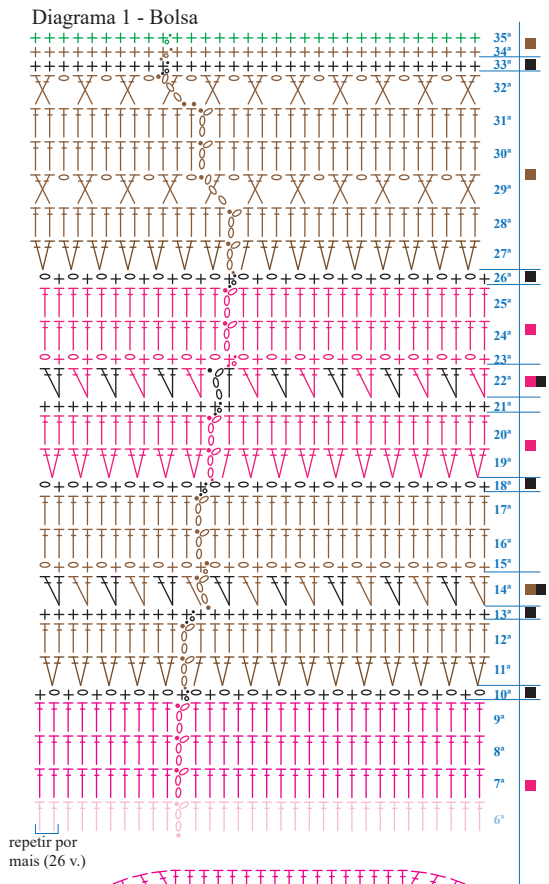 Diagrama 1 - Bolsa
35ª
34ª
33ª
32ª
31ª
30ª
29ª
28ª
27ª
26ª
25ª
24ª
23ª
22ª
21ª
20ª
19ª
18ª
17ª
16ª
15ª
14ª
13ª
12ª
11ª
10ª
9ª
8ª
7ª
6ª
repetir por
mais (26 v.)